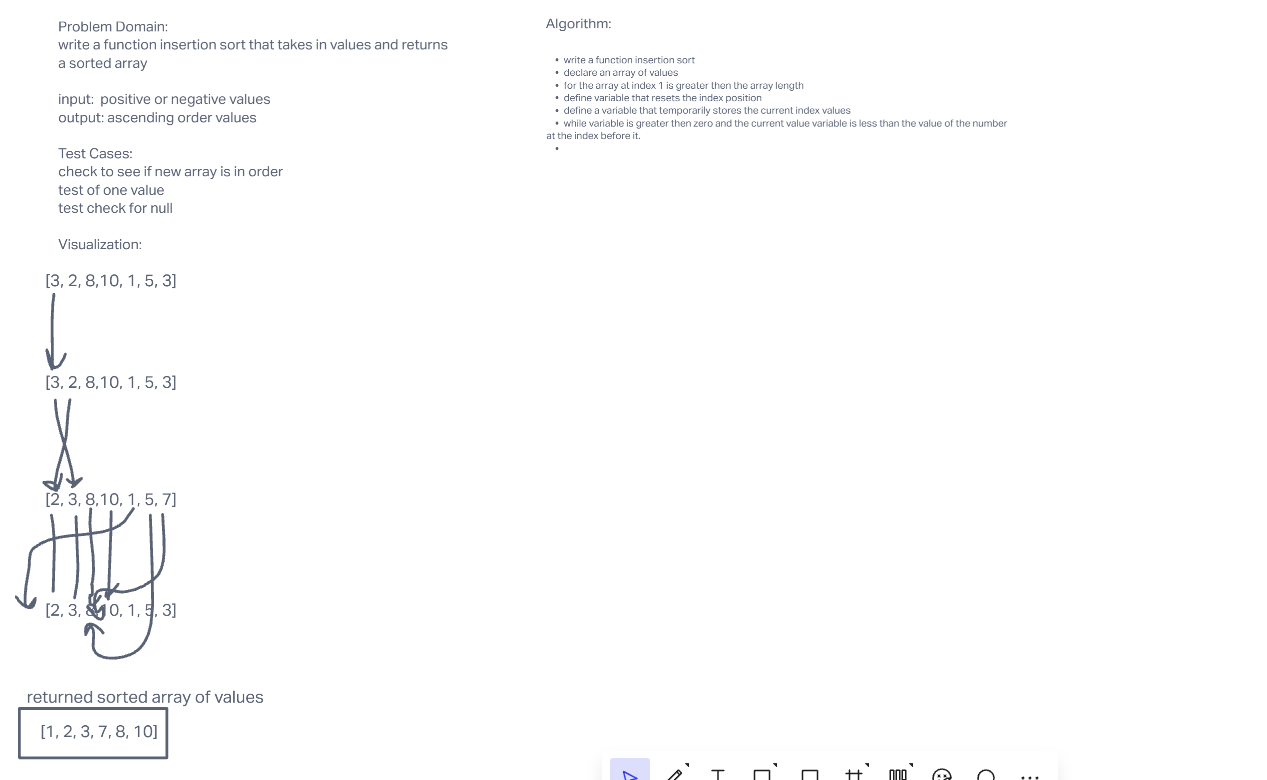 Problem Domain:
write a function insertion sort that takes in values and returns
a sorted array
input: positive or negative values
output: ascending order values
Test Cases:
check to see if new array is in order
test of one value
test check for null
Visualization:
[3, 2, 8,10, 1, 5, 3]
[3, 2, 8,10, 1, 5, 3]
[2, 3, 8,10, 1, 5, 7]
[2, 3, 8,10, 1, 5, 3]
returned sorted array of values
[1, 2, 3, 7, 8, 10]
Algorithm:
• write a function insertion sort
• declare an array of values
• for the array at index 1 is greater then the array length
• define variable that resets the index position
• define a variable that temporarily stores the current index values
• while variable is greater then zero and the current value variable is less than the value of the number
at the index before it.
•